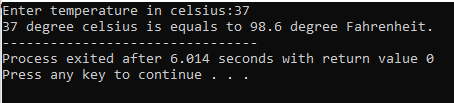 Enter temperature in celsius:37
37 degree celsius is equals to 98.6 degree Fahrenheit.
--------------------------------
Process exited after 6.014 seconds with return value 0
Press any key to continue . . .